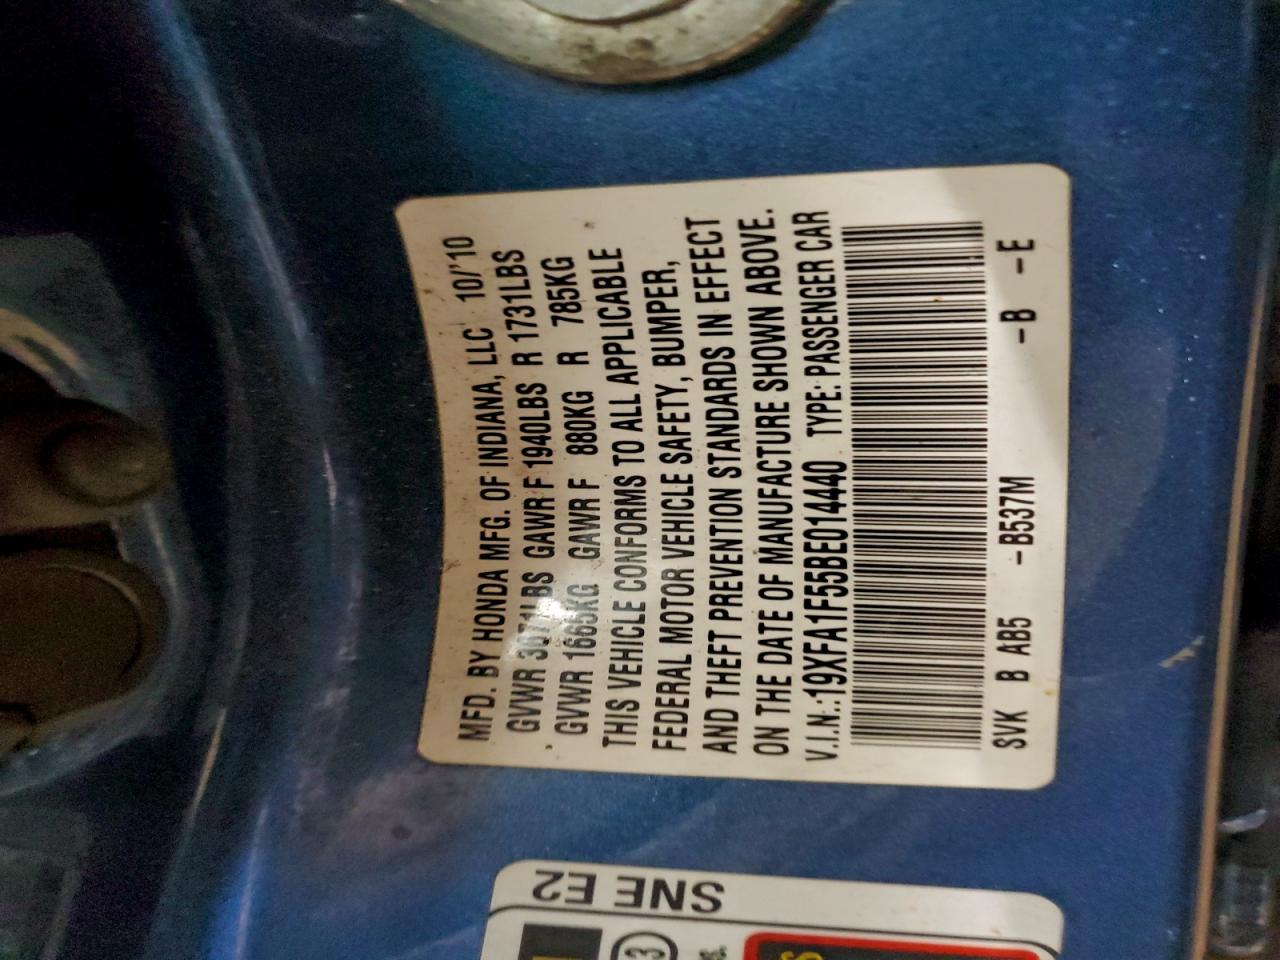 MFD. BY HONDA MFG. OF INDIANA, LLC 10/'10
GVWR 3671LBS GAWR F 1940LBS R 1731LBS
GVWR 1665KG GAWR F 880KG R 785KG
THIS VEHICLE CONFORMS TO ALL APPLICABLE
FEDERAL MOTOR VEHICLE SAFETY, BUMPER,
AND THEFT PREVENTION STANDARDS IN EFFECT
ON THE DATE OF MANUFACTURE SHOWN ABOVE.
V.I.N.:19XFA1F55BE014440 TYPE: PASSENGER CAR
SVK B AB5 -B537M -B -E
SNE E2
3